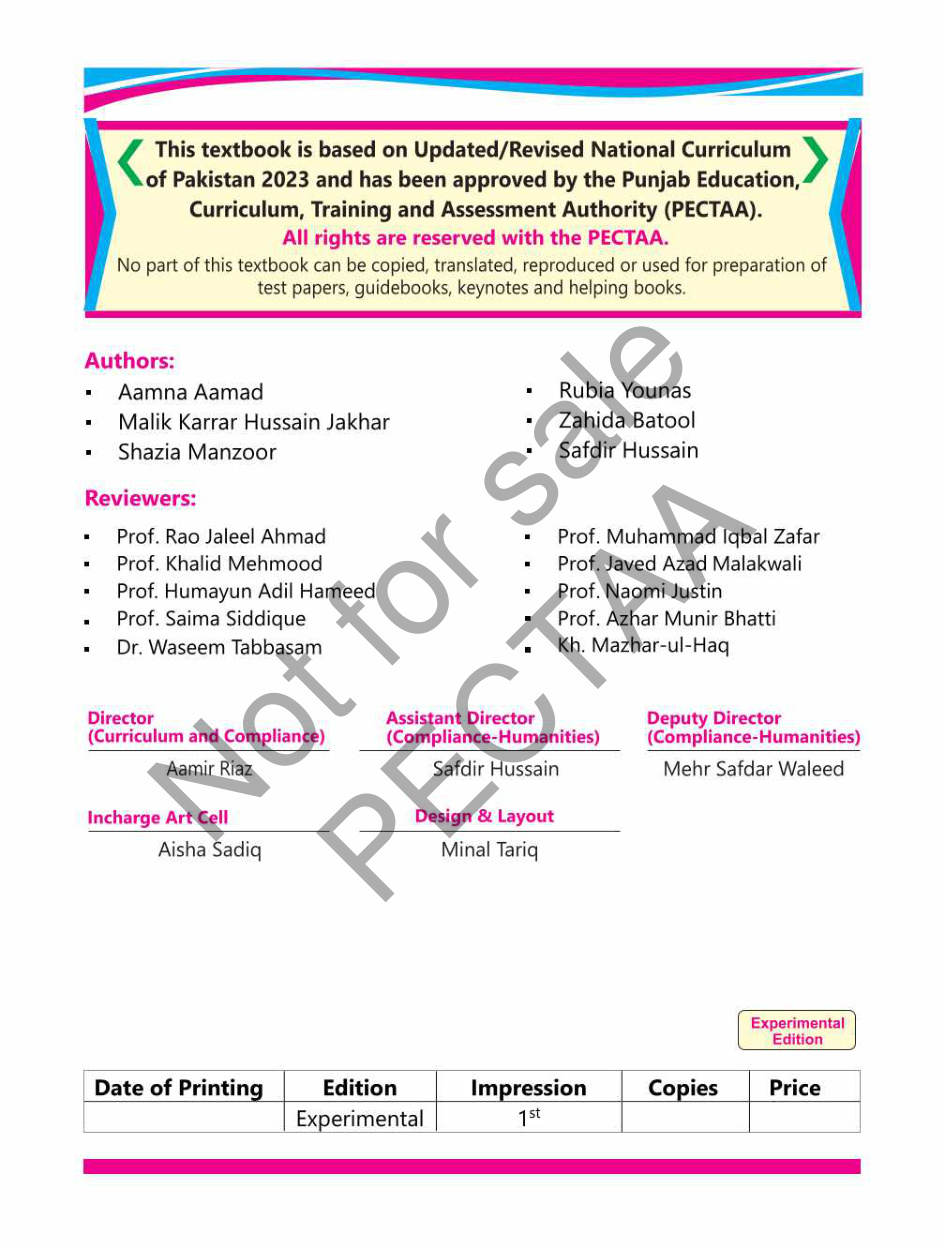 This textbook is based on Updated/Revised National Curriculum
of Pakistan 2023 and has been approved by the Punjab Education,
Curriculum, Training and Assessment Authority (PECTAA).
All rights are reserved with the PECTAA.
No part of this textbook can be copied, translated, reproduced or used for preparation of
test papers, guidebooks, keynotes and helping books.
Authors:
▪ Aamna Aamad
▪ Malik Karrar Hussain Jakhar
▪ Shazia Manzoor
▪ Rubia Younas
▪ Zahida Batool
▪ Safdir Hussain
Reviewers:
▪ Prof. Rao Jaleel Ahmad
▪ Prof. Khalid Mehmood
▪ Prof. Humayun Adil Hameed
▪ Prof. Saima Siddique
▪ Dr. Waseem Tabbasam
▪ Prof. Muhammad Iqbal Zafar
▪ Prof. Javed Azad Malakwali
▪ Prof. Naomi Justin
▪ Prof. Azhar Munir Bhatti
▪ Kh. Mazhar-ul-Haq
Director
(Curriculum and Compliance)
Aamir Riaz
Assistant Director
(Compliance-Humanities)
Safdir Hussain
Deputy Director
(Compliance-Humanities)
Mehr Safdar Waleed
Incharge Art Cell
Aisha Sadiq
Design & Layout
Minal Tariq
Not for sale
PECTAA
Experimental
Edition
Date of Printing Edition Impression Copies Price
Experimental 1st